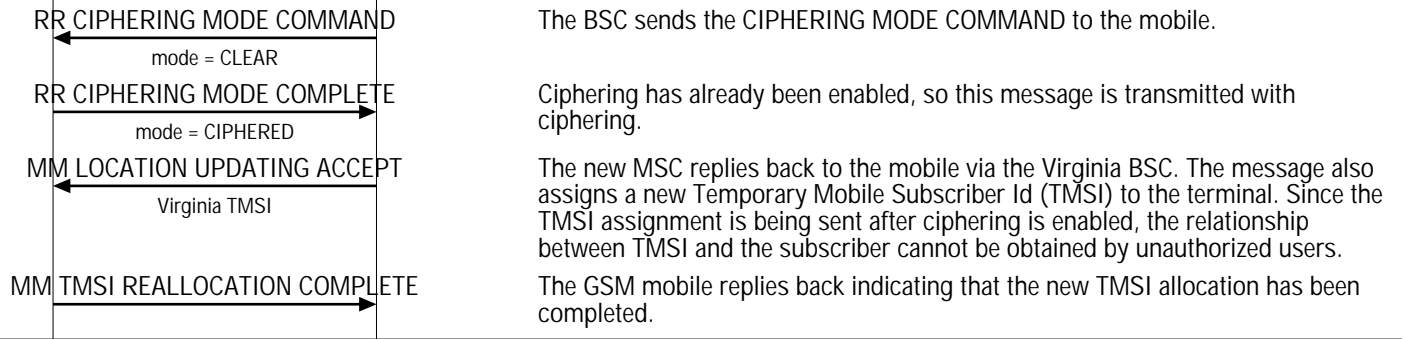 RR CIPHERING MODE COMMAND
mode = CLEAR
The BSC sends the CIPHERING MODE COMMAND to the mobile.
RR CIPHERING MODE COMPLETE
mode = CIPHERED
Ciphering has already been enabled, so this message is transmitted with
ciphering.
MM LOCATION UPDATING ACCEPT
Virginia TMSI
The new MSC replies back to the mobile via the Virginia BSC. The message also
assigns a new Temporary Mobile Subscriber Id (TMSI) to the terminal. Since the
TMSI assignment is being sent after ciphering is enabled, the relationship
between TMSI and the subscriber cannot be obtained by unauthorized users.
MM TMSI REALLOCATION COMPLETE
The GSM mobile replies back indicating that the new TMSI allocation has been
completed.